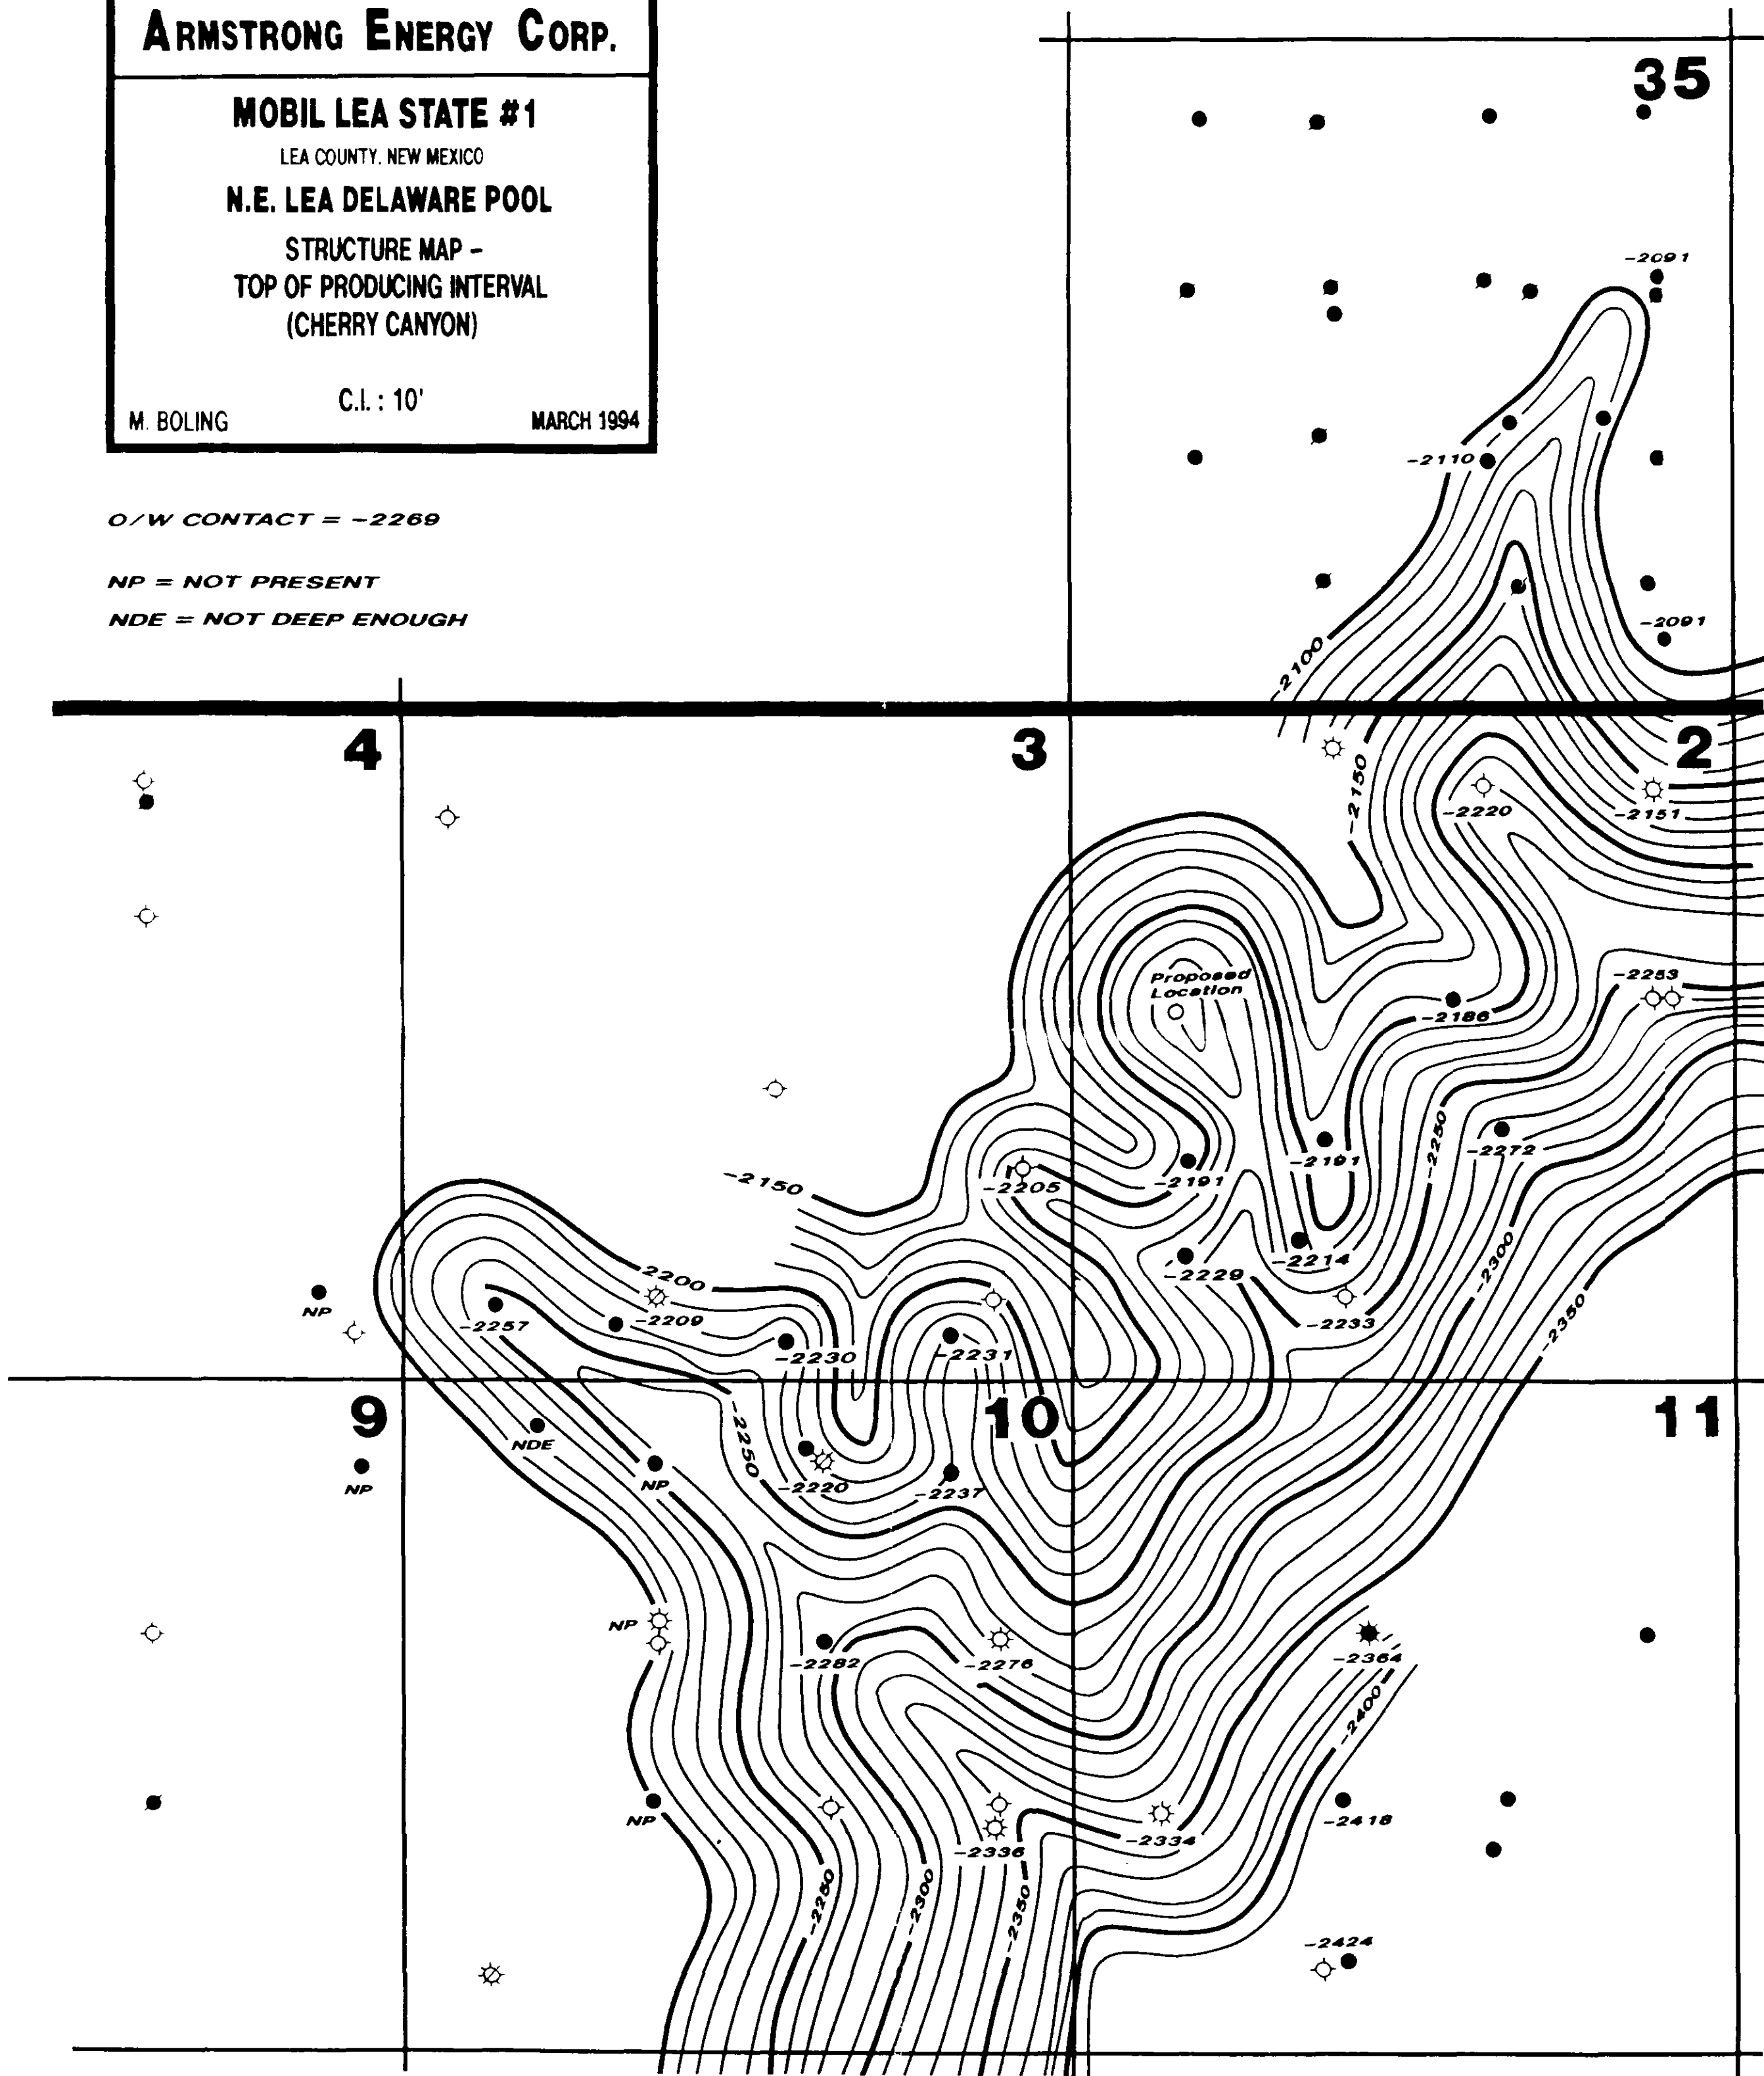 ARMSTRONG ENERGY CORP.
MOBIL LEA STATE #1
LEA COUNTY, NEW MEXICO
N.E. LEA DELAWARE POOL
STRUCTURE MAP -
TOP OF PRODUCING INTERVAL
(CHERRY CANYON)
C.I. : 10'
M. BOLING
MARCH 1994
O/W CONTACT = -2269
NP = NOT PRESENT
NDE = NOT DEEP ENOUGH
35
-2091
-2110
-2091
-2100
4
3
2
-2150
-2220
-2151
Proposed
Location
-2253
-2186
-2250
-2272
-2191
-2191
-2205
-2150
-2214
-2229
-2300
2200
-2233
-2350
NP
-2257
-2209
-2230
-2231
9
10
11
-2250
NDE
NP
NP
-2220
-2237
NP
-2282
-2276
-2364
-2400
NP
-2336
-2334
-2418
-2250
-2300
-2350
-2424